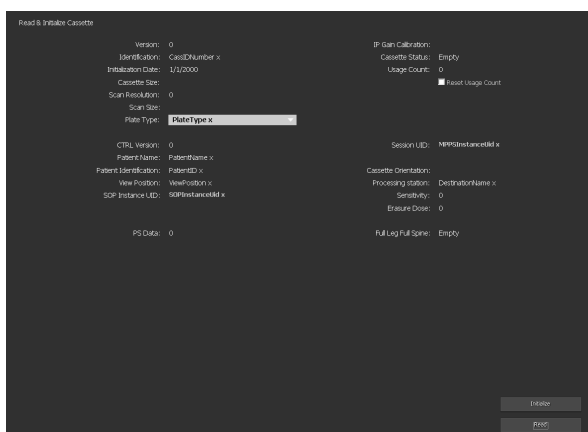 Read & Initialize Cassette
Version: 0
Identification: CassIDNumber x
Initialization Date: 1/1/2000
Cassette Size:
Scan Resolution: 0
Scan Size:
Plate Type: PlateType x
IP Gain Calibration:
Cassette Status: Empty
Usage Count: 0
Reset Usage Count
CTRL Version: 0
Patient Name: PatientName x
Patient Identification: PatientID x
View Position: ViewPosition x
SOP Instance UID: SOPInstanceUid x
Session UID: MPPSInstanceUid x
Cassette Orientation:
Processing station: DestinationName x
Sensitivity: 0
Erasure Dose: 0
PS Data: 0
Full Leg Full Spine: Empty
Initialize
Read